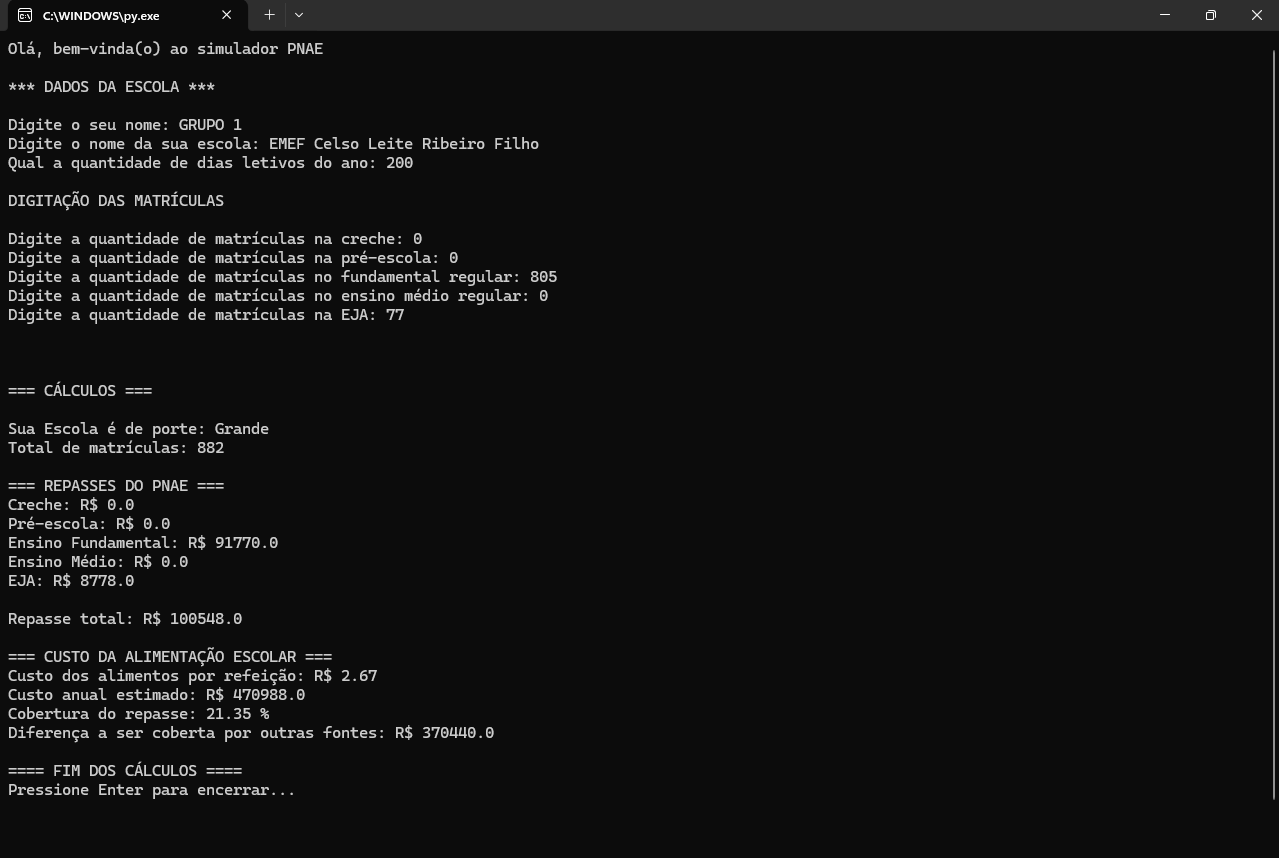 C:\WINDOWS\py.exe
Olá, bem-vinda(o) ao simulador PNAE
*** DADOS DA ESCOLA ***
Digite o seu nome: GRUPO 1
Digite o nome da sua escola: EMEF Celso Leite Ribeiro Filho
Qual a quantidade de dias letivos do ano: 200
DIGITAÇÃO DAS MATRÍCULAS
Digite a quantidade de matrículas na creche: 0
Digite a quantidade de matrículas na pré-escola: 0
Digite a quantidade de matrículas no fundamental regular: 805
Digite a quantidade de matrículas no ensino médio regular: 0
Digite a quantidade de matrículas na EJA: 77
=== CÁLCULOS ===
Sua Escola é de porte: Grande
Total de matrículas: 882
=== REPASSES DO PNAE ===
Creche: R$ 0.0
Pré-escola: R$ 0.0
Ensino Fundamental: R$ 91770.0
Ensino Médio: R$ 0.0
EJA: R$ 8778.0
Repasse total: R$ 100548.0
=== CUSTO DA ALIMENTAÇÃO ESCOLAR ===
Custo dos alimentos por refeição: R$ 2.67
Custo anual estimado: R$ 470988.0
Cobertura do repasse: 21.35 %
Diferença a ser coberta por outras fontes: R$ 370440.0
==== FIM DOS CÁLCULOS ====
Pressione Enter para encerrar...